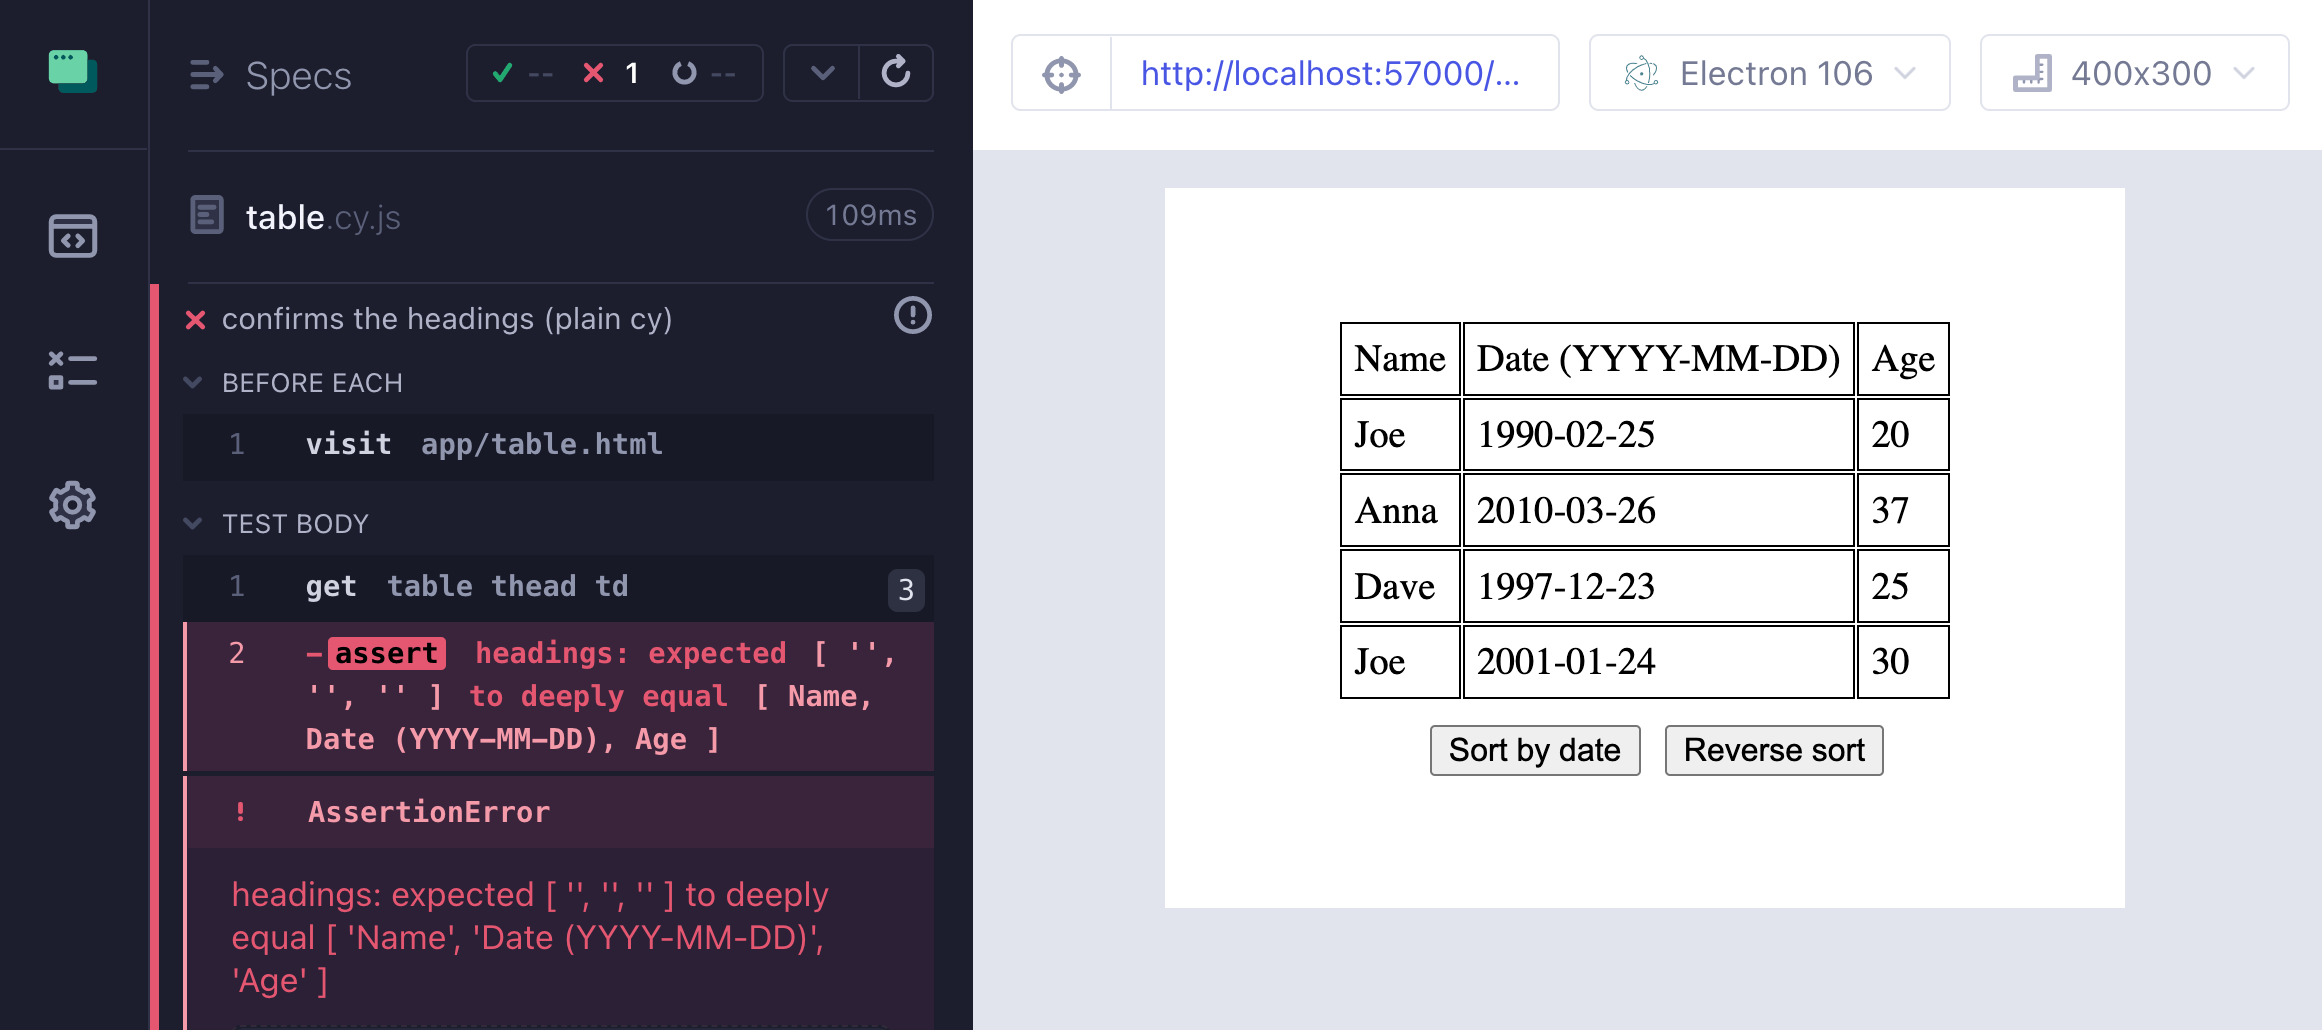 Specs
-- 1 --
table.cy.js
109ms
confirms the headings (plain cy)
BEFORE EACH
1 visit app/table.html
TEST BODY
1 get table thead td 3
2 -assert headings: expected [ '',
'', '' ] to deeply equal [ Name,
Date (YYYY-MM-DD), Age ]
! AssertionError
headings: expected [ '', '', '' ] to deeply
equal [ 'Name', 'Date (YYYY-MM-DD)',
'Age' ]
http://localhost:57000/...
Electron 106
400x300
Name Date (YYYY-MM-DD) Age
Joe 1990-02-25 20
Anna 2010-03-26 37
Dave 1997-12-23 25
Joe 2001-01-24 30
Sort by date Reverse sort